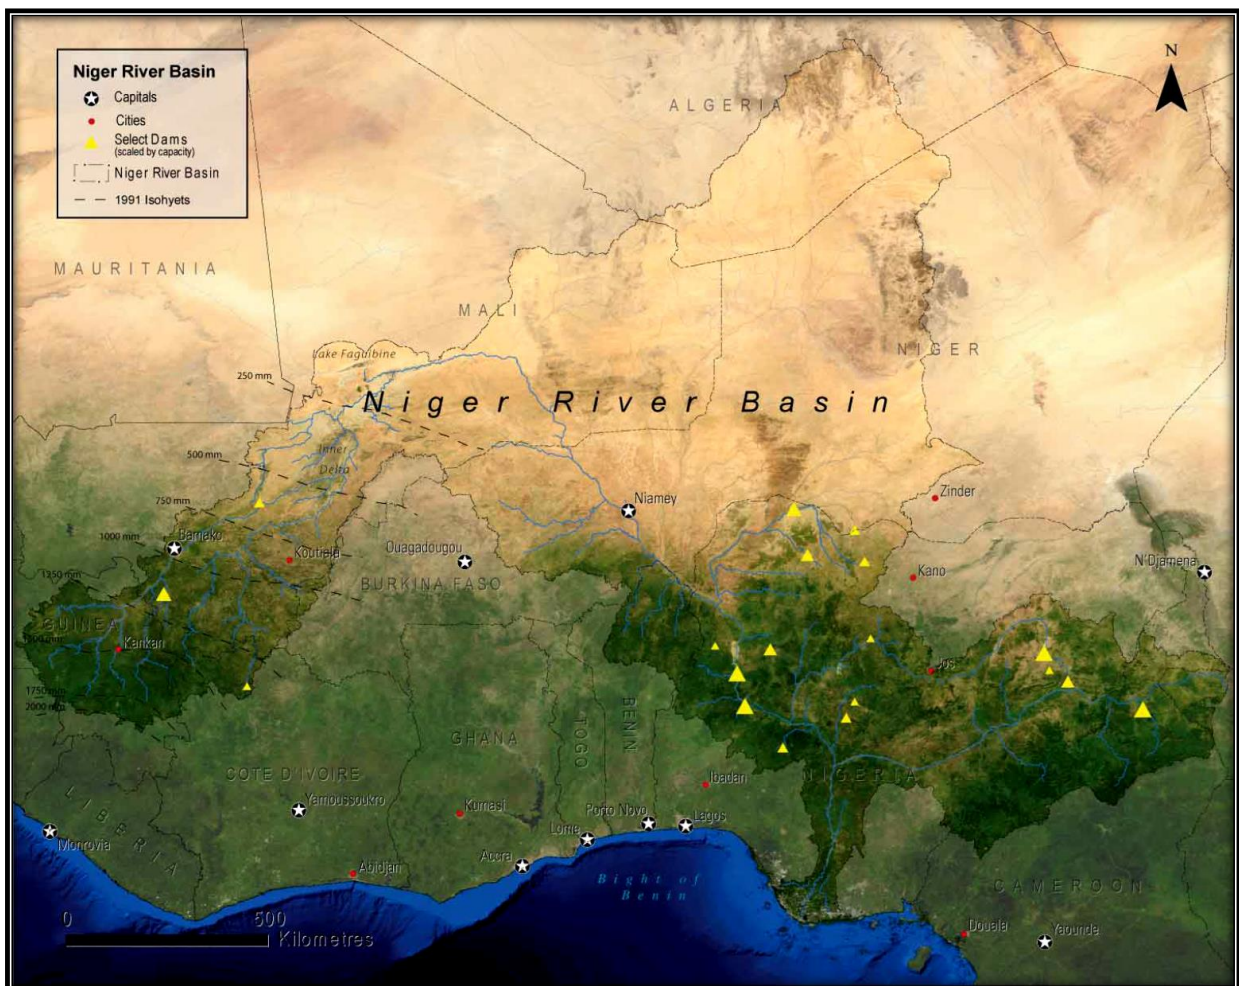 N
Niger River Basin
Capitals
Cities
Select Dams
(scaled by capacity)
Niger River Basin
1991 Isohyets
ALGERIA
MAURITANIA
MALI
NIGER
Lake Faguibine
250 mm
Niger River Basin
Inner
Delta
500 mm
750 mm
1000 mm
1250 mm
1750 mm
2000 mm
Zinder
Niamey
Bamako
Koutiala
Ouagadougou
BURKINA FASO
Kano
N'Djamena
GUINEA
Kankan
Jos
BENIN
TOGO
GHANA
COTE D'IVOIRE
NIGERIA
Ibadan
Yamoussoukro
Kumasi
Porto Novo
Lagos
Lome
LIBERIA
Monrovia
Accra
Abidjan
Bight of
Benin
CAMEROON
Douala
Yaounde
0 500
Kilometres